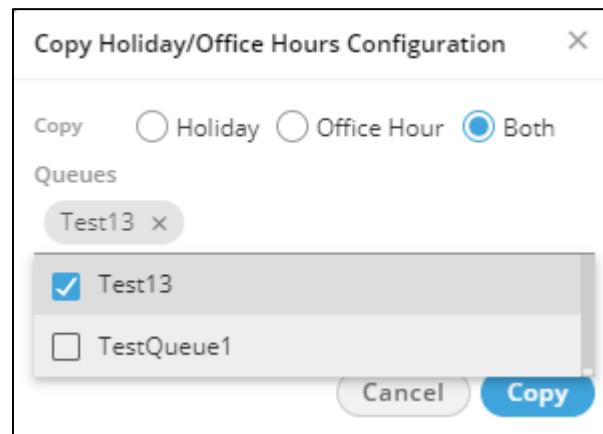 Copy Holiday/Office Hours Configuration ×
Copy Holiday Office Hour Both
Queues
Test13 ×
Test13
TestQueue1
Cancel Copy